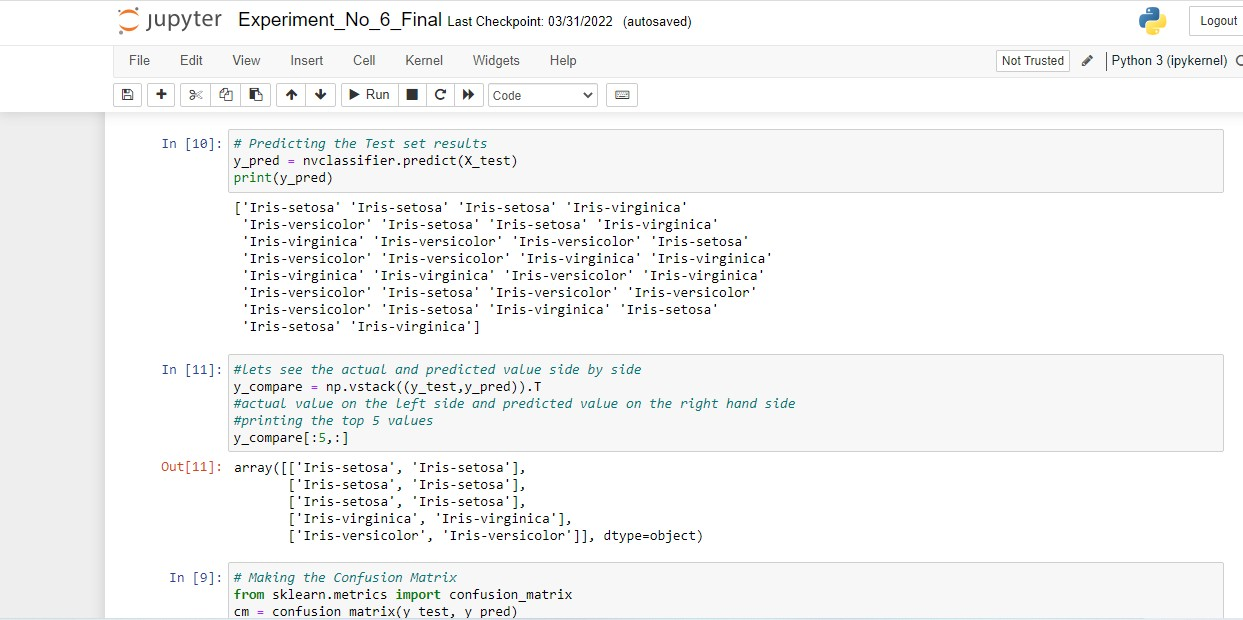 jupyter Experiment_No_6_Final Last Checkpoint: 03/31/2022 (autosaved)
Logout
File Edit View Insert Cell Kernel Widgets Help
Not Trusted Python 3 (ipykernel)
Run Code
In [10]: # Predicting the Test set results
y_pred = nvclassifier.predict(X_test)
print(y_pred)
['Iris-setosa' 'Iris-setosa' 'Iris-setosa' 'Iris-virginica'
'Iris-versicolor' 'Iris-setosa' 'Iris-setosa' 'Iris-virginica'
'Iris-virginica' 'Iris-versicolor' 'Iris-versicolor' 'Iris-setosa'
'Iris-versicolor' 'Iris-versicolor' 'Iris-virginica' 'Iris-virginica'
'Iris-virginica' 'Iris-virginica' 'Iris-versicolor' 'Iris-virginica'
'Iris-versicolor' 'Iris-setosa' 'Iris-versicolor' 'Iris-versicolor'
'Iris-versicolor' 'Iris-setosa' 'Iris-virginica' 'Iris-setosa'
'Iris-setosa' 'Iris-virginica']
In [11]: #lets see the actual and predicted value side by side
y_compare = np.vstack((y_test,y_pred)).T
#actual value on the left side and predicted value on the right hand side
#printing the top 5 values
y_compare[:5,:]
Out[11]: array([['Iris-setosa', 'Iris-setosa'],
['Iris-setosa', 'Iris-setosa'],
['Iris-setosa', 'Iris-setosa'],
['Iris-virginica', 'Iris-virginica'],
['Iris-versicolor', 'Iris-versicolor']], dtype=object)
In [9]: # Making the Confusion Matrix
from sklearn.metrics import confusion_matrix
cm = confusion_matrix(y_test, y_pred)